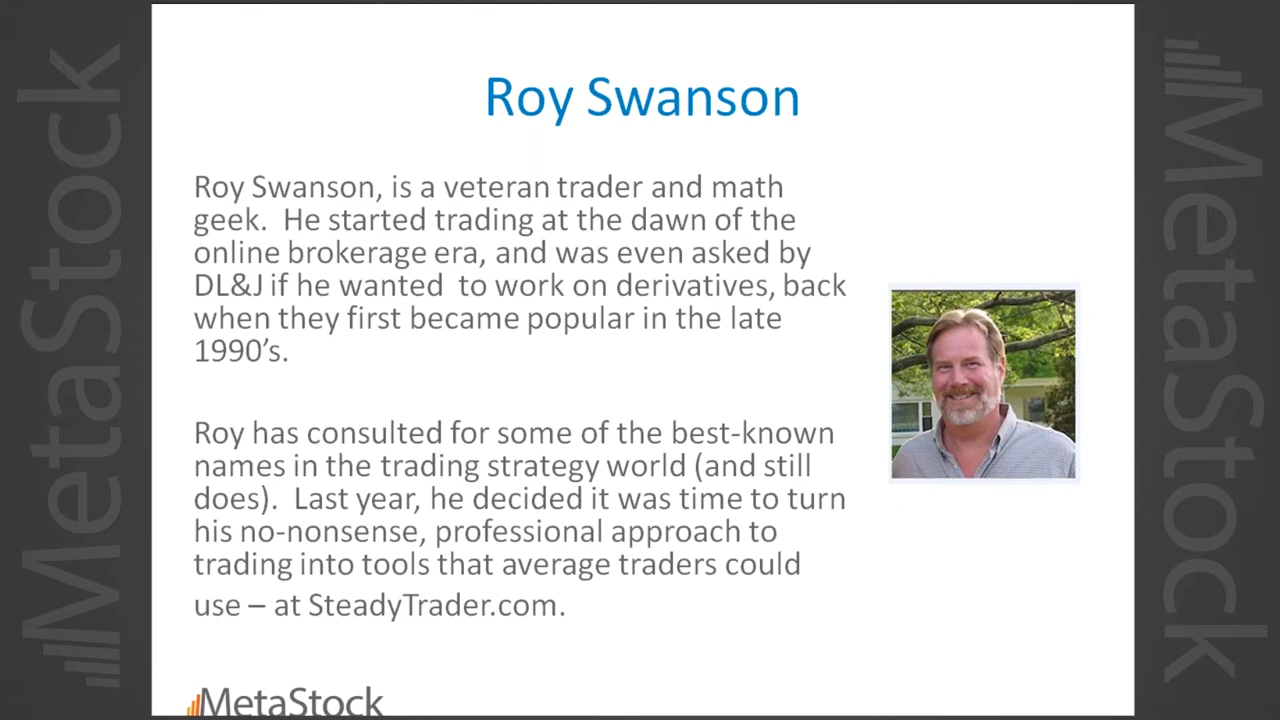 Roy Swanson
Roy Swanson, is a veteran trader and math
geek.  He started trading at the dawn of the
online brokerage era, and was even asked by
DL&J if he wanted  to work on derivatives, back
when they first became popular in the late
1990’s.
Roy has consulted for some of the best-known
names in the trading strategy world (and still
does).  Last year, he decided it was time to turn
his no-nonsense, professional approach to
trading into tools that average traders could
use – at SteadyTrader.com.
MetaStock
MetaStock
MetaStock